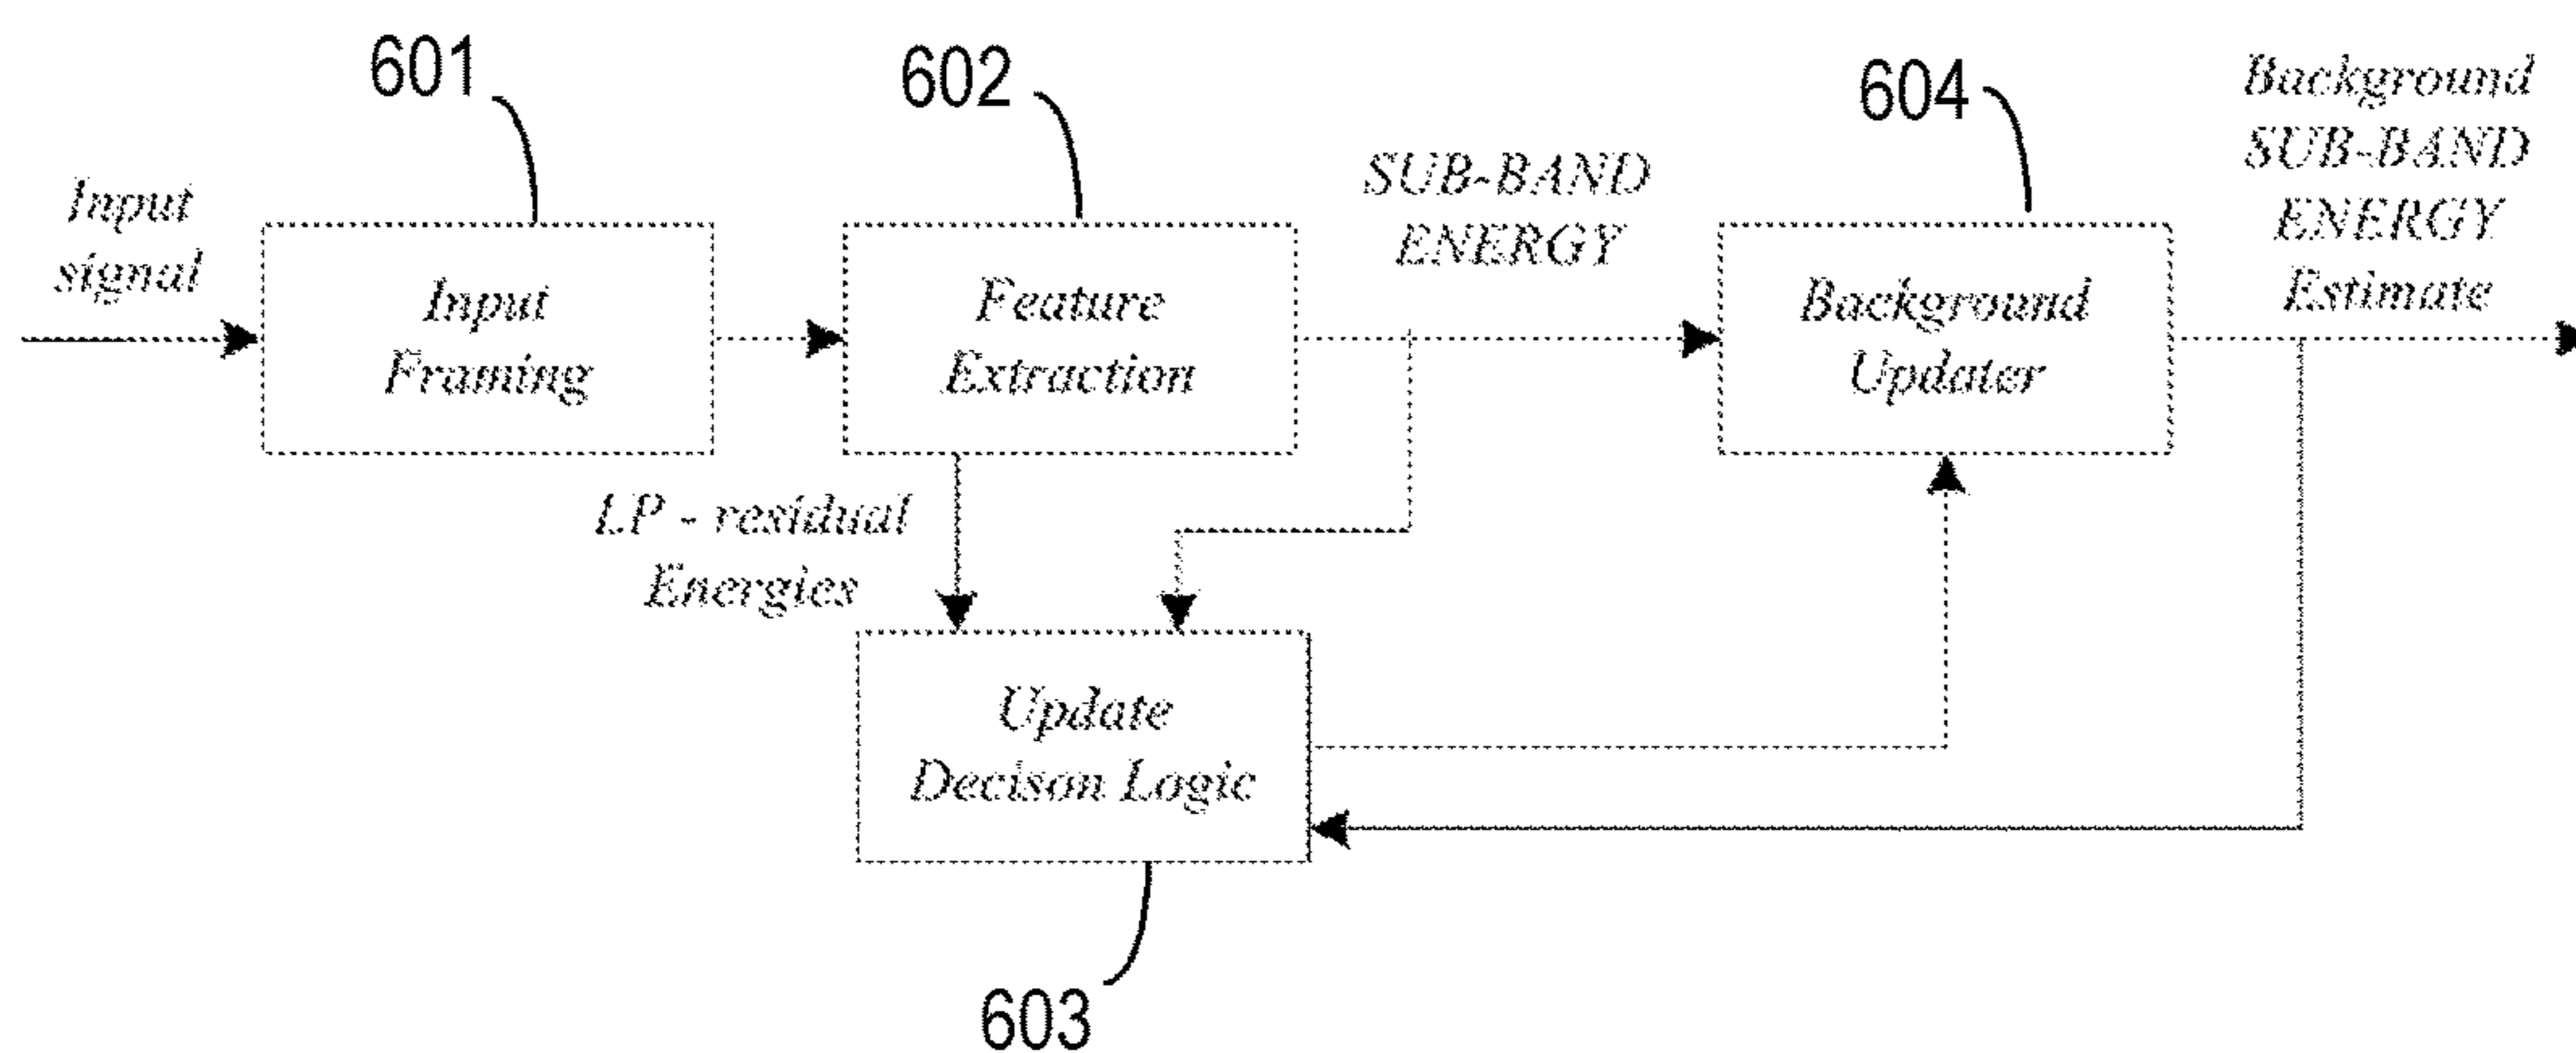 601
602
604
Input
signal
Input
Framing
Feature
Extraction
SUB-BAND
ENERGY
Background
Updater
Background
SUB-BAND
ENERGY
Estimate
LP - residual
Energies
Update
Decison Logic
603